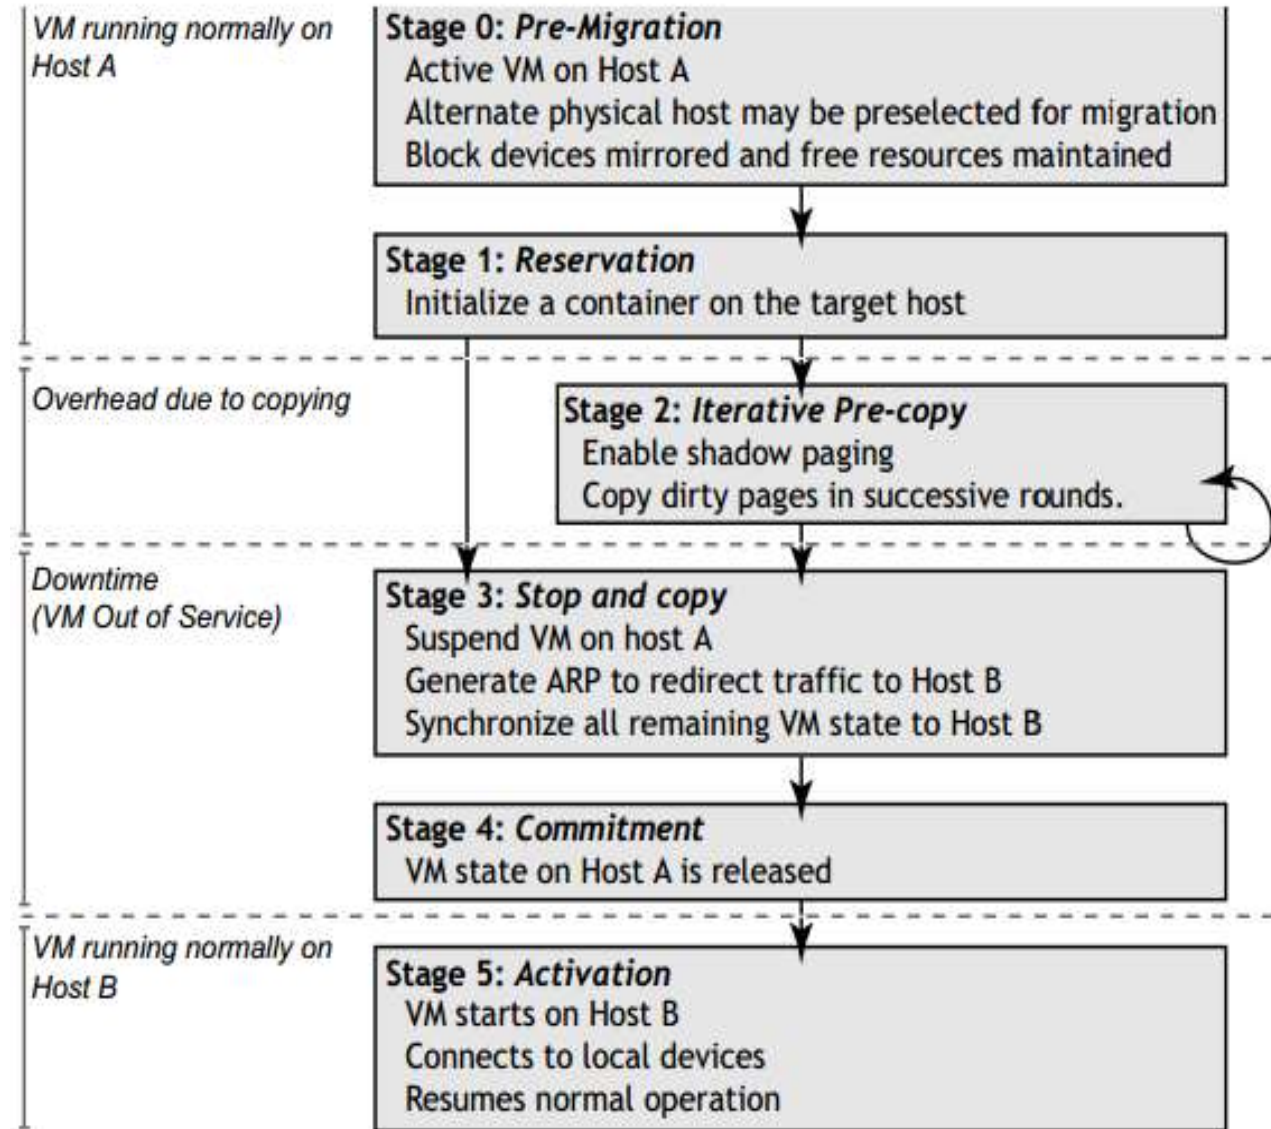 VM running normally on
Host A
Stage 0: Pre-Migration
Active VM on Host A
Alternate physical host may be preselected for migration
Block devices mirrored and free resources maintained
Stage 1: Reservation
Initialize a container on the target host
Overhead due to copying
Stage 2: Iterative Pre-copy
Enable shadow paging
Copy dirty pages in successive rounds.
Downtime
(VM Out of Service)
Stage 3: Stop and copy
Suspend VM on host A
Generate ARP to redirect traffic to Host B
Synchronize all remaining VM state to Host B
Stage 4: Commitment
VM state on Host A is released
VM running normally on
Host B
Stage 5: Activation
VM starts on Host B
Connects to local devices
Resumes normal operation